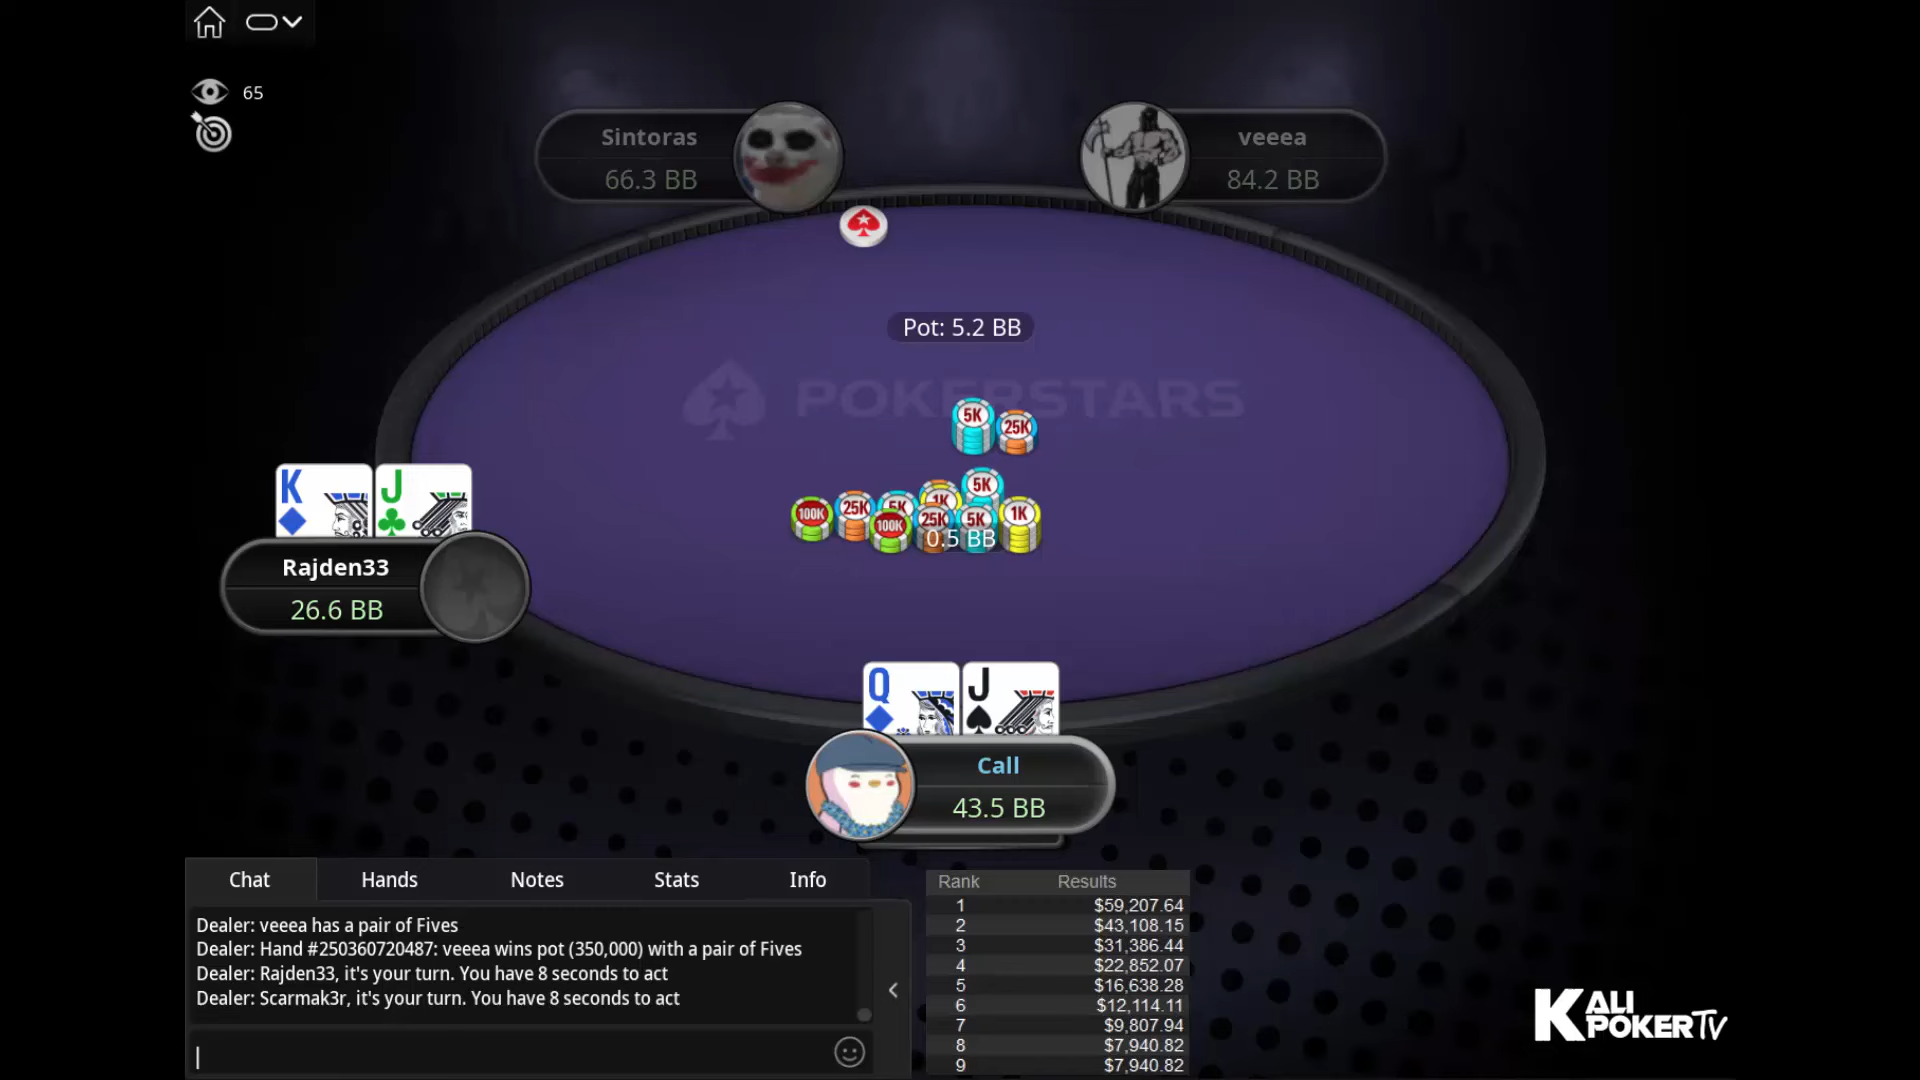 65
Sintoras
66.3 BB
veeea
84.2 BB
Pot: 5.2 BB
POKERSTARS
5K
25K
5K
100K
25K
5K
1K
100K
25K
5K
1K
0.5 BB
K
J
Rajden33
26.6 BB
Q
J
Call
43.5 BB
Chat
Hands
Notes
Stats
Info
Dealer: veeea has a pair of Fives
Dealer: Hand #250360720487: veeea wins pot (350,000) with a pair of Fives
Dealer: Rajden33, it's your turn. You have 8 seconds to act
Dealer: Scarmak3r, it's your turn. You have 8 seconds to act
Rank Results
1 $59,207.64
2 $43,108.15
3 $31,386.44
4 $22,852.07
5 $16,638.28
6 $12,114.11
7 $9,807.94
8 $7,940.82
9 $7,940.82
KALI
POKER TV